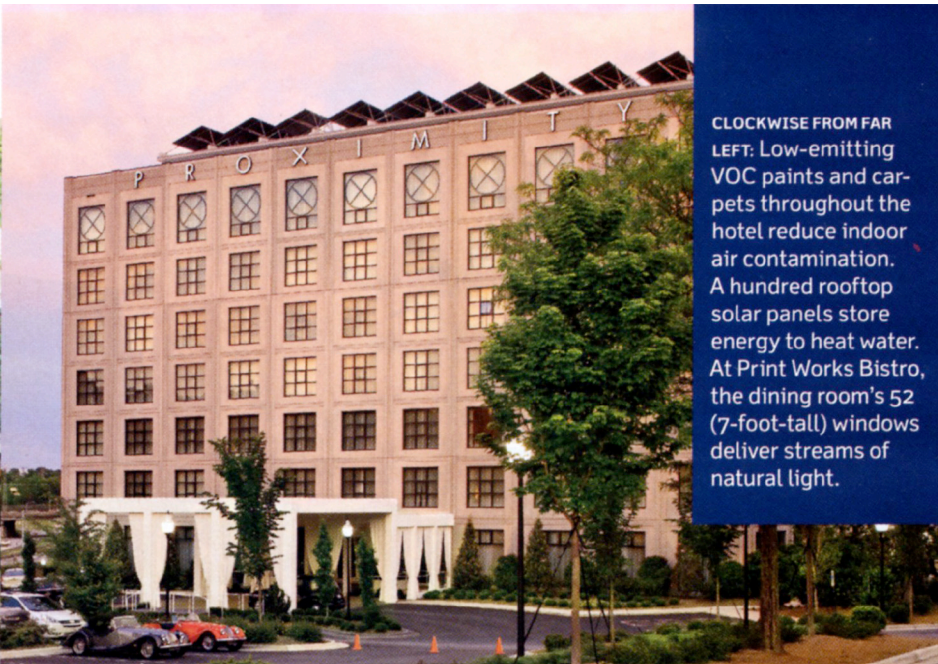 PROXIMITY
CLOCKWISE FROM FAR
LEFT: Low-emitting
VOC paints and car-
pets throughout the
hotel reduce indoor
air contamination.
A hundred rooftop
solar panels store
energy to heat water.
At Print Works Bistro,
the dining room's 52
(7-foot-tall) windows
deliver streams of
natural light.